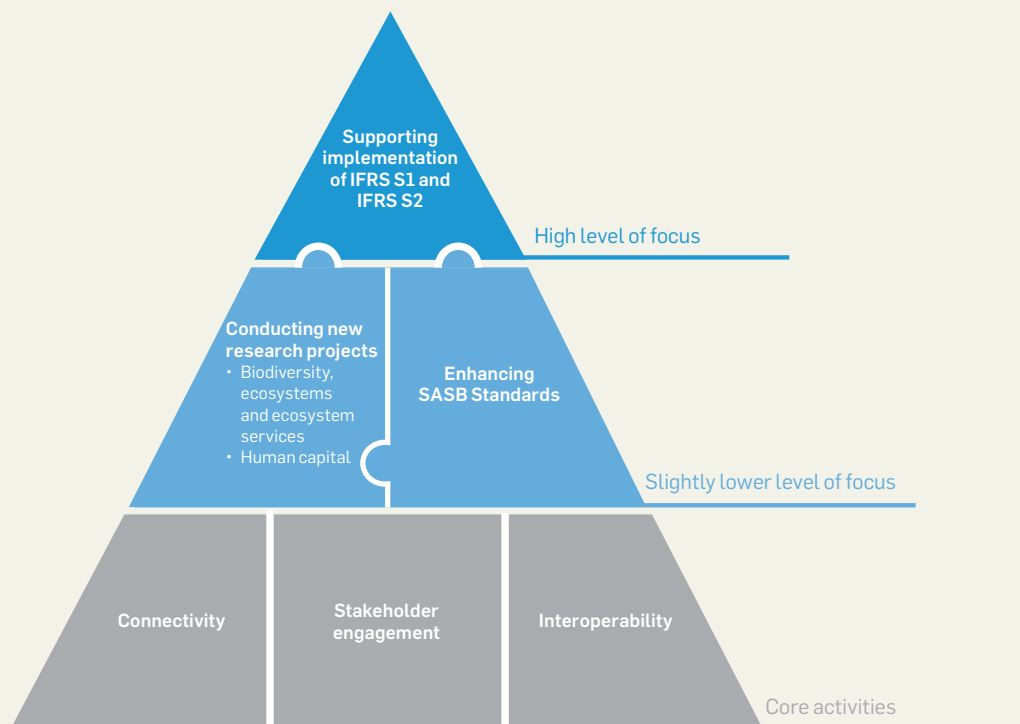 Supporting
implementation
of IFRS S1 and
IFRS S2
High level of focus
Conducting new
research projects
• Biodiversity,
ecosystems
and ecosystem
services
• Human capital
Enhancing
SASB Standards
Slightly lower level of focus
Connectivity
Stakeholder
engagement
Interoperability
Core activities